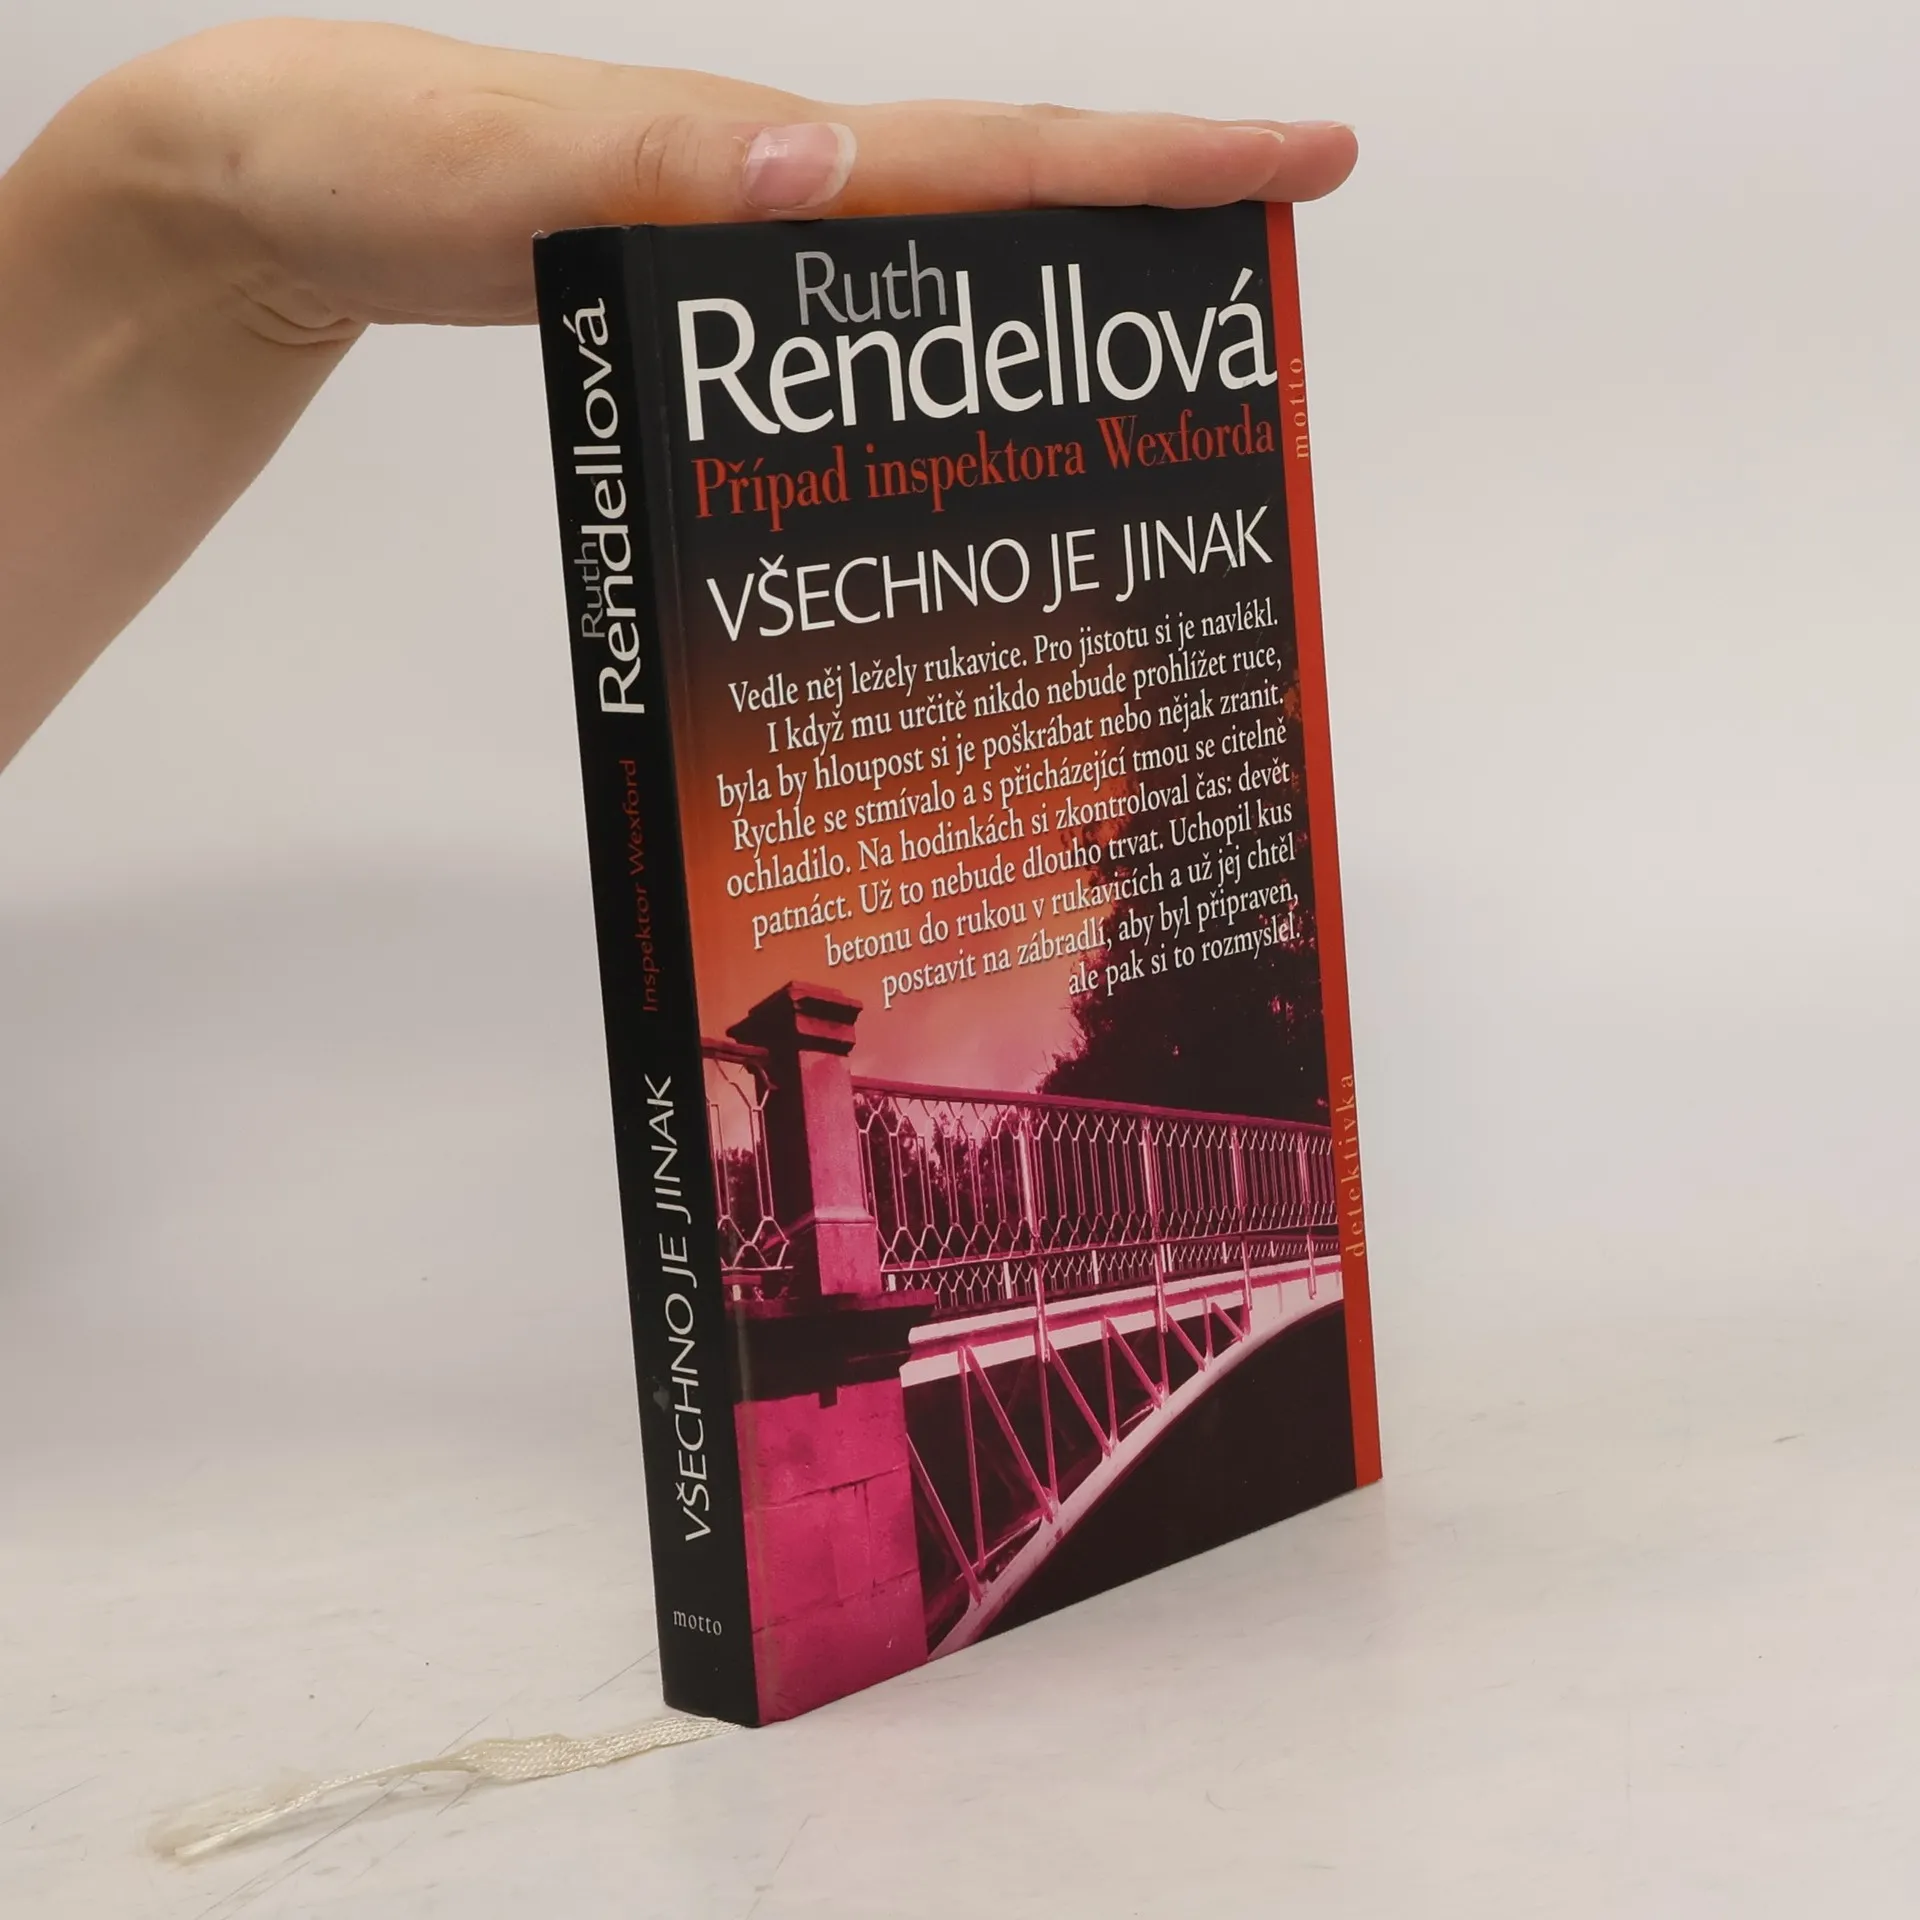 Ruth
Rendellová
Případ inspektora Wexforda
VŠECHNO JE JINAK
Vedle něj ležely rukavice. Pro jistotu si je navlékl.
I když mu určitě nikdo nebude prohlížet ruce,
byla by hloupost si je poškrábat nebo nějak zranit.
Rychle se stmívalo a s přicházející tmou se citelně
ochladilo. Na hodinkách si zkontroloval čas: devět
patnáct. Už to nebude dlouho trvat. Uchopil kus
betonu do rukou v rukavicích a už jej chtěl
postavit na zábradlí, aby byl připraven,
ale pak si to rozmyslel.
motto
detektivka
Ruth
Rendellová
Inspektor Wexford
VŠECHNO JE JINAK
motto